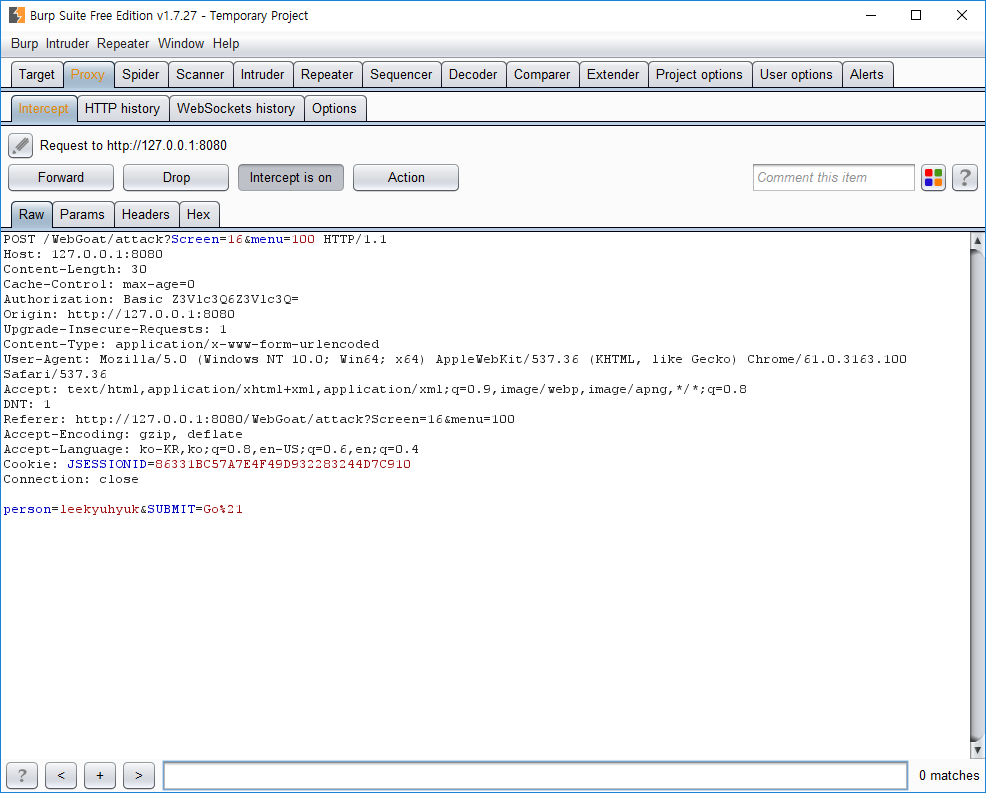 Burp Suite Free Edition v1.7.27 - Temporary Project
Burp Intruder Repeater Window Help
Target Proxy Spider Scanner Intruder Repeater Sequencer Decoder Comparer Extender Project options User options Alerts
Intercept HTTP history WebSockets history Options
Request to http://127.0.0.1:8080
Forward Drop Intercept is on Action Comment this item ?
Raw Params Headers Hex
POST /WebGoat/attack?Screen=16&menu=100 HTTP/1.1
Host: 127.0.0.1:8080
Content-Length: 30
Cache-Control: max-age=0
Authorization: Basic Z3Vlc3Q6Z3Vlc3Q=
Origin: http://127.0.0.1:8080
Upgrade-Insecure-Requests: 1
Content-Type: application/x-www-form-urlencoded
User-Agent: Mozilla/5.0 (Windows NT 10.0; Win64; x64) AppleWebKit/537.36 (KHTML, like Gecko) Chrome/61.0.3163.100
Safari/537.36
Accept: text/html,application/xhtml+xml,application/xml;q=0.9,image/webp,image/apng,*/*;q=0.8
DNT: 1
Referer: http://127.0.0.1:8080/WebGoat/attack?Screen=16&menu=100
Accept-Encoding: gzip, deflate
Accept-Language: ko-KR,ko;q=0.8,en-US;q=0.6,en;q=0.4
Cookie: JSESSIONID=86331BC57A7E4F49D932283244D7C910
Connection: close
person=leekyuhyuk&SUBMIT=Go%21
? < + > 0 matches